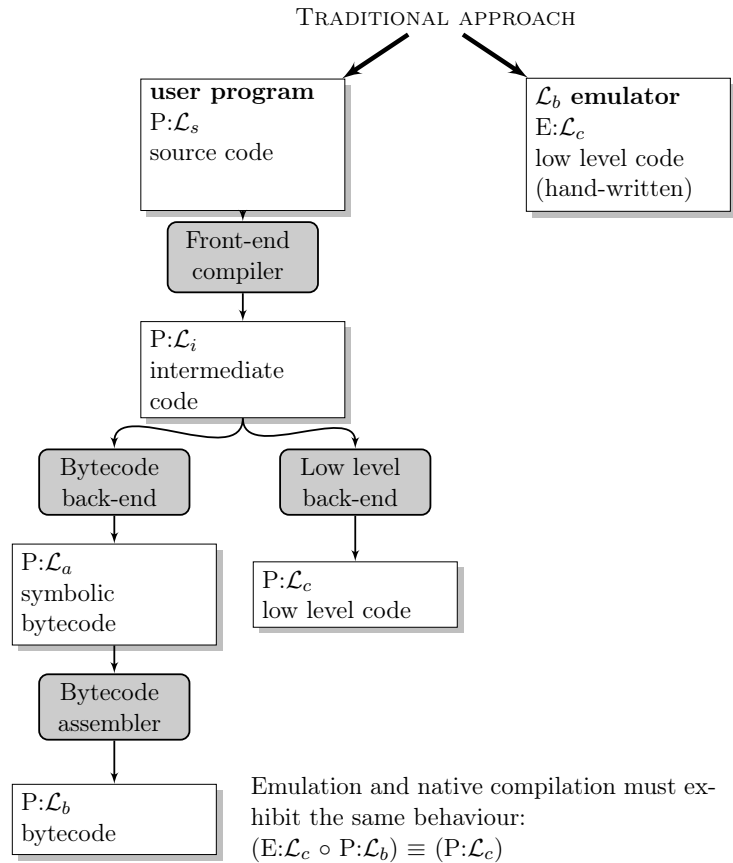 TRADITIONAL APPROACH
user program
P:ℒs
source code
ℒb emulator
E:ℒc
low level code
(hand-written)
Front-end
compiler
P:ℒi
intermediate
code
Bytecode
back-end
Low level
back-end
P:ℒa
symbolic
bytecode
P:ℒc
low level code
Bytecode
assembler
P:ℒb
bytecode
Emulation and native compilation must ex-
hibit the same behaviour:
(E:ℒc ∘ P:ℒb) ≡ (P:ℒc)